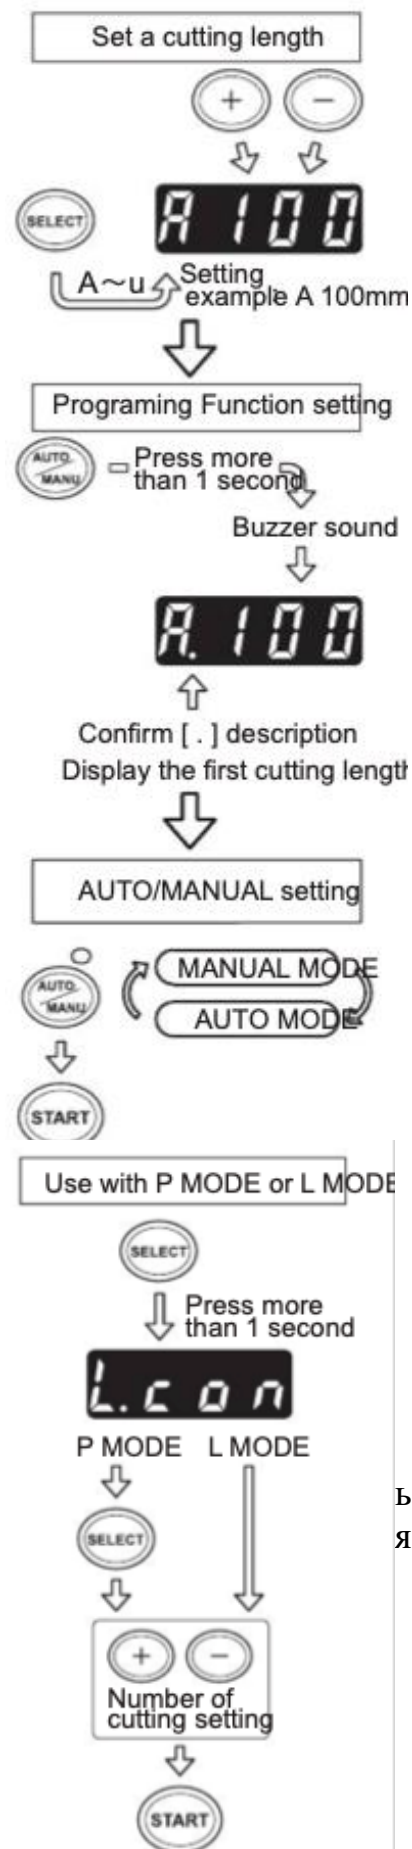 Set a cutting length
+ −
SELECT
A 100
A～u
Setting
example A 100mm
Programing Function setting
AUTO/MANU
Press more
than 1 second
Buzzer sound
A.100
Confirm [ . ] description
Display the first cutting length
AUTO/MANUAL setting
AUTO/MANU
MANUAL MODE
AUTO MODE
START
Use with P MODE or L MODE
SELECT
Press more
than 1 second
L.con
P MODE L MODE
ь
SELECT
я
+ −
Number of
cutting setting
START